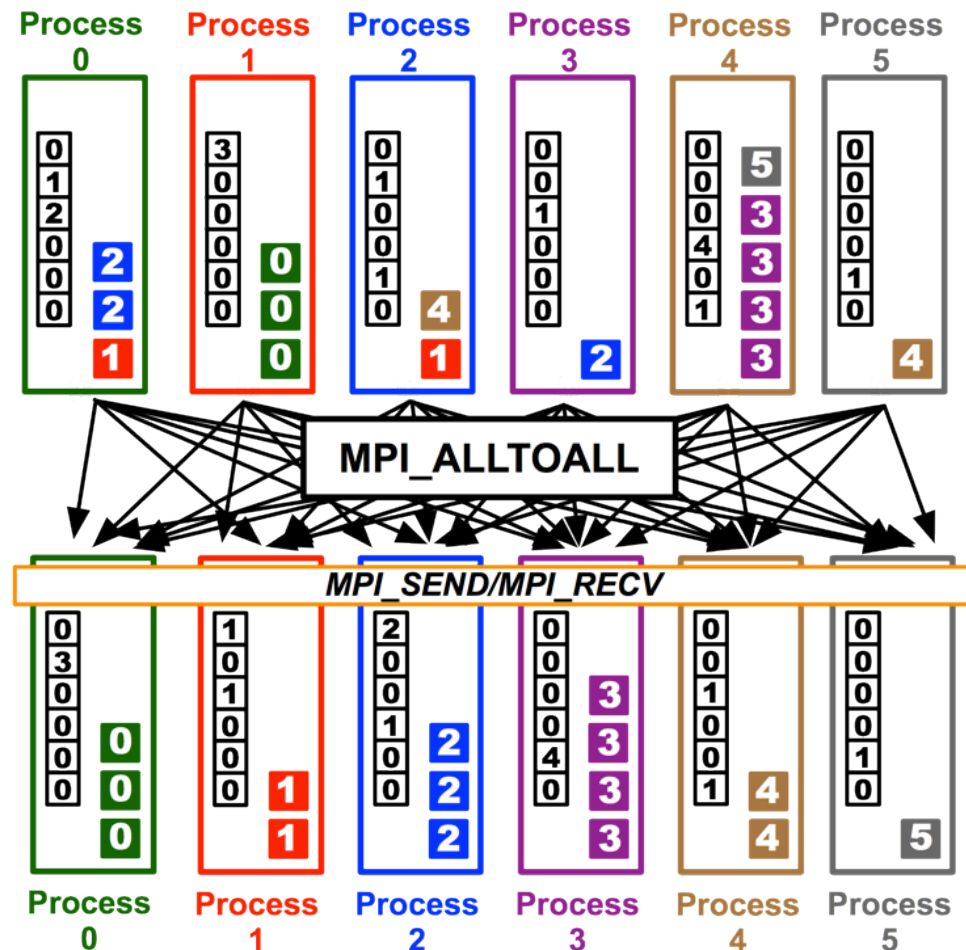 Process Process Process Process Process Process
0 1 2 3 4 5
0 3 0 0 0 0
1 0 1 0 0 5 0
2 0 0 1 0 3 0
0 2 0 0 0 0 0 4 3 0
0 2 0 0 1 4 0 0 3 1
0 1 0 0 0 1 0 2 1 3 0 4
MPI_ALLTOALL
MPI_SEND/MPI_RECV
0 1 2 0 0 0
3 0 0 0 0 0
0 1 0 0 3 1 0
0 0 0 1 2 0 3 0 0
0 0 0 1 0 2 4 3 0 4 1
0 0 0 1 0 2 0 3 1 4 0 5
Process Process Process Process Process Process
0 1 2 3 4 5